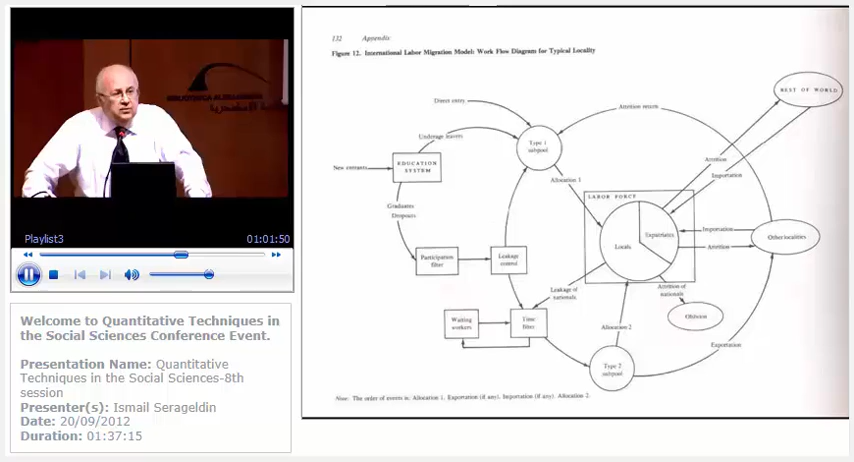 BIBLIOTHECA ALEXANDRINA
مكتبة الإسكندرية
Playlist3
01:01:50
Welcome to Quantitative Techniques in
the Social Sciences Conference Event.
Presentation Name: Quantitative
Techniques in the Social Sciences-8th
session
Presenter(s): Ismail Serageldin
Date: 20/09/2012
Duration: 01:37:15
132 Appendix
Figure 12. International Labor Migration Model: Work Flow Diagram for Typical Locality
REST OF WORLD
Direct entry
Attrition return
Underage leavers
Type 1
subpool
New entrants
EDUCATION
SYSTEM
Attrition
Importation
Allocation 1
LABOR FORCE
Graduates
Dropouts
Expatriates
Locals
Importation
Attrition
Other localities
Participation
filter
Leakage
control
Leakage of
nationals
Attrition of
nationals
Oblivion
Waiting
workers
Time
filter
Allocation 2
Exportation
Type 2
subpool
Note: The order of events is: Allocation 1, Exportation (if any), Importation (if any), Allocation 2.